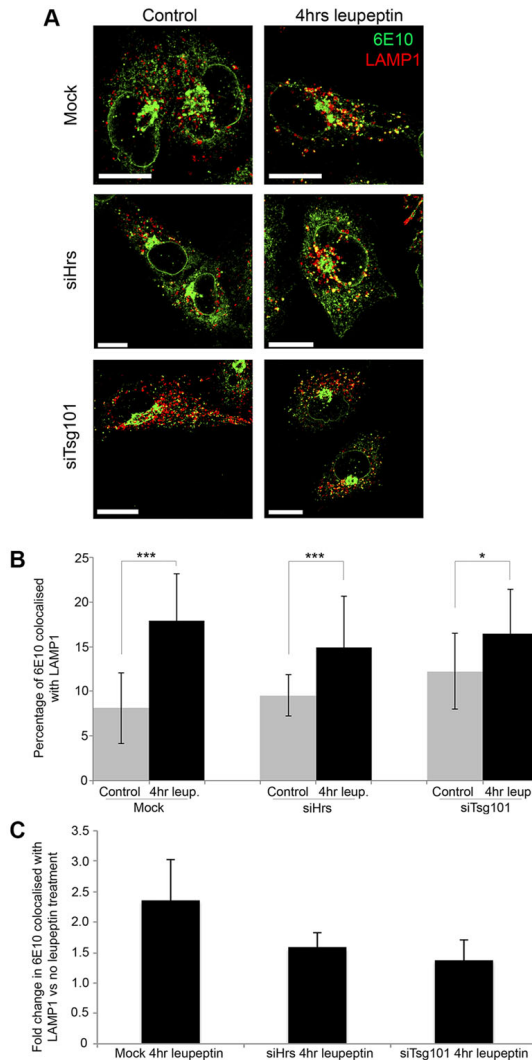 A
Control
4hrs leupeptin
6E10
LAMP1
Mock
siHrs
siTsg101
B
Percentage of 6E10 colocalised
with LAMP1
25
20
15
10
5
0
***
***
*
Control 4hr leup.
Control 4hr leup.
Control 4hr leup
Mock
siHrs
siTsg101
C
Fold change in 6E10 colocalised with
LAMP1 vs no leupeptin treatment
3.5
3.0
2.5
2.0
1.5
1.0
0.5
0
Mock 4hr leupeptin
siHrs 4hr leupeptin
siTsg101 4hr leupeptin